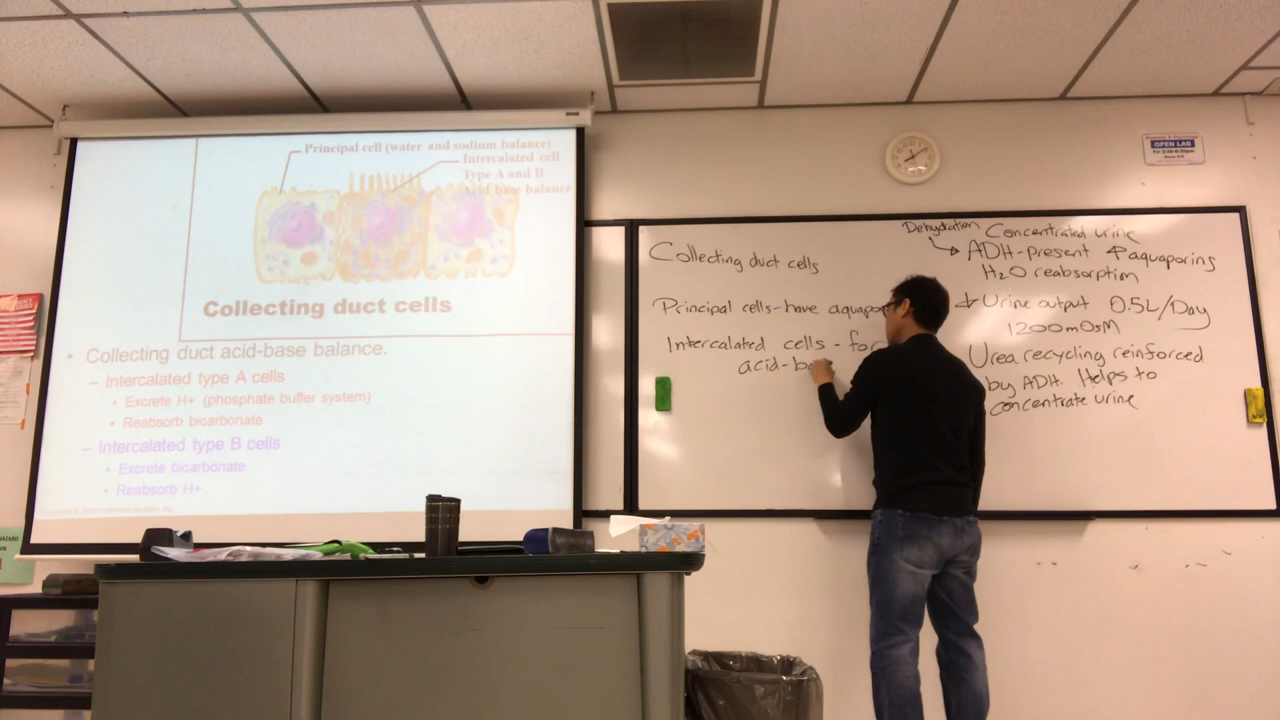 Principal cell (water and sodium balance)
Intercalated cell
Type A and B
Acid-base balance
Collecting duct cells
• Collecting duct acid-base balance.
– Intercalated type A cells
• Excrete H+ (phosphate buffer system)
• Reabsorb bicarbonate
– Intercalated type B cells
• Excrete bicarbonate
• Reabsorb H+
Collecting duct cells
Principal cells - have aquapo
Intercalated cells - for
acid-b
Dehydration
Concentrated urine
→ ADH - present ↑ aquaporins
H₂O reabsorption
↓ Urine output 0.5L/Day
1200 mOsM
Urea recycling reinforced
by ADH. Helps to
concentrate urine
OPEN LAB